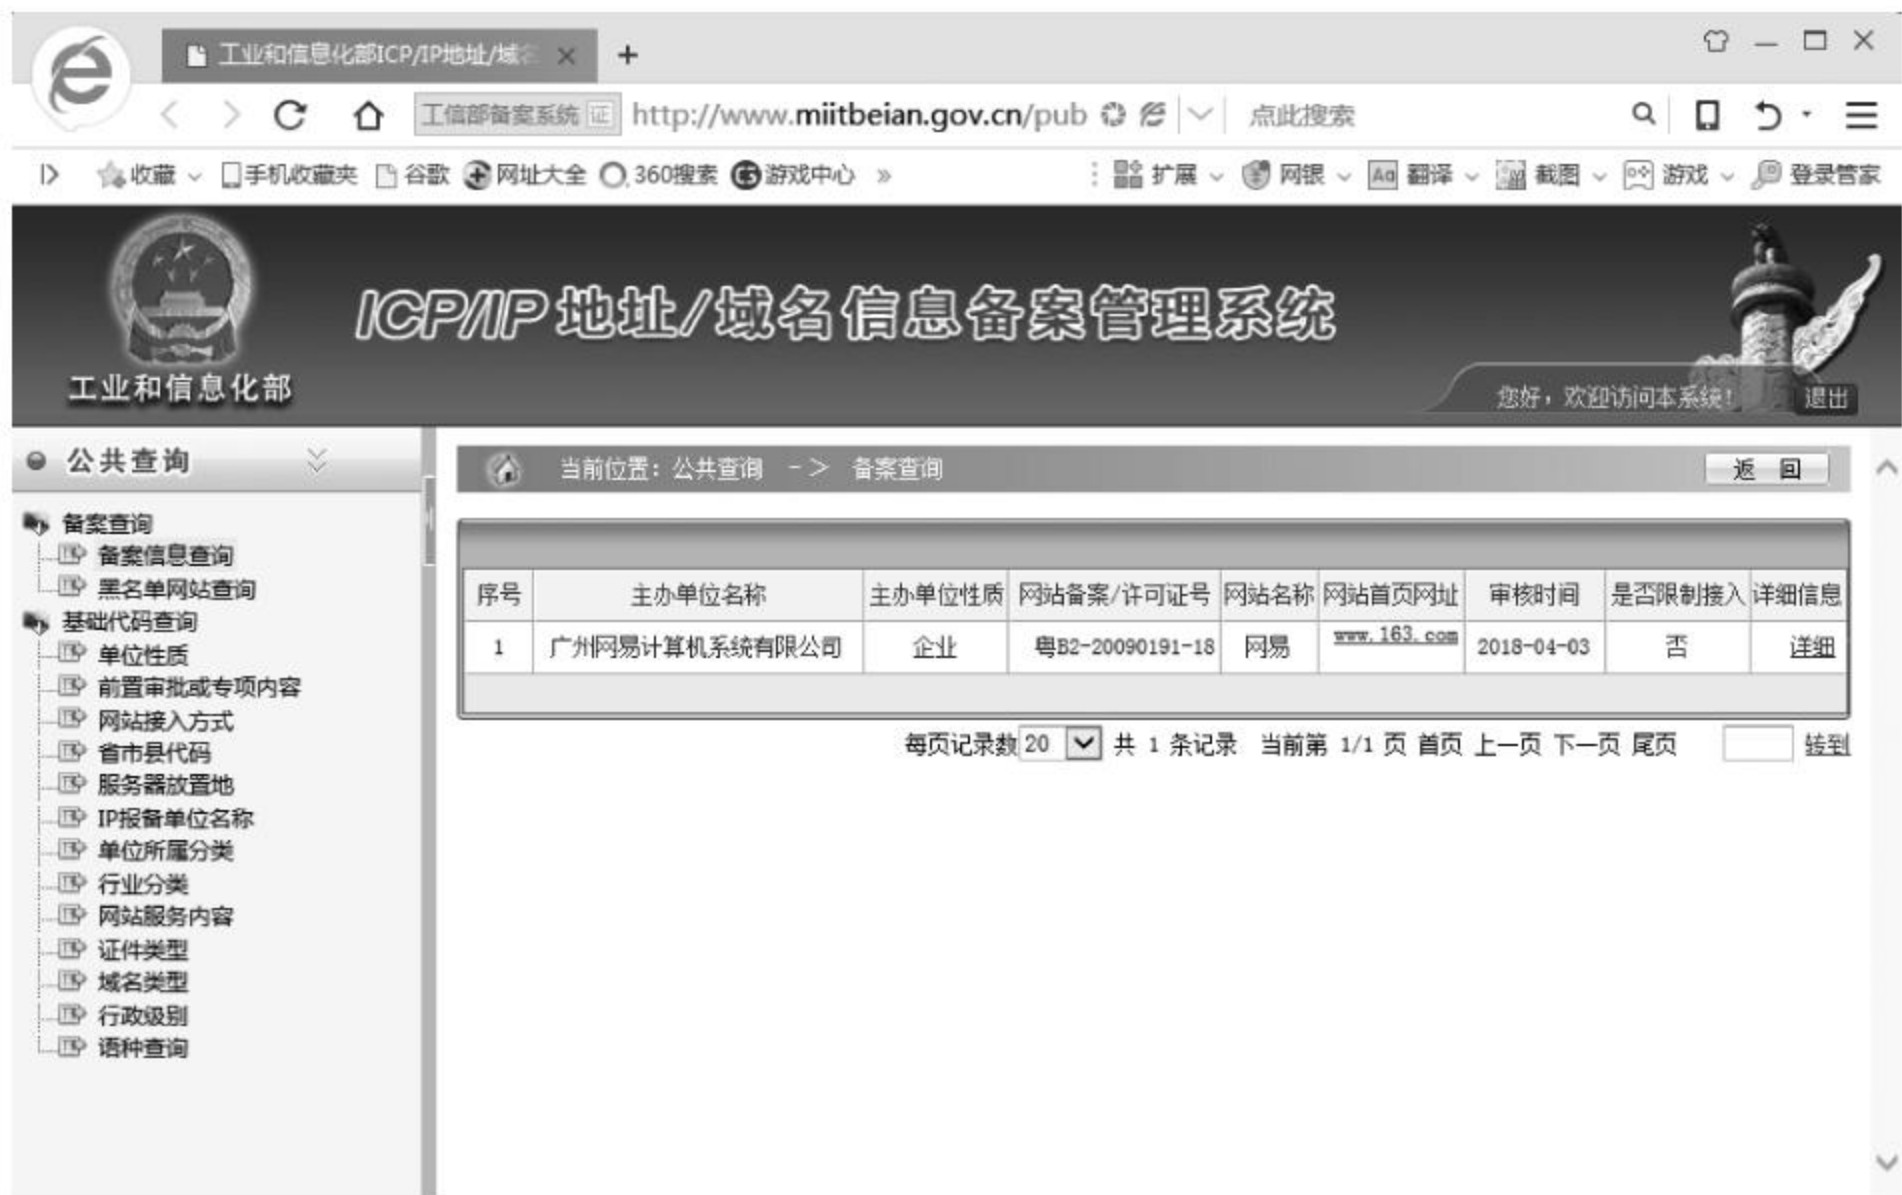 工业和信息化部ICP/IP地址/域名
工信部备案系统 证 http://www.miitbeian.gov.cn/pub 点此搜索
收藏 手机收藏夹 谷歌 网址大全 360搜索 游戏中心 » 扩展 网银 Aa 翻译 截图 游戏 登录管家
ICP/IP地址/域名信息备案管理系统
工业和信息化部
您好，欢迎访问本系统！ 退出
公共查询
当前位置：公共查询 -> 备案查询 返 回
备案查询
备案信息查询
黑名单网站查询
基础代码查询
单位性质
前置审批或专项内容
网站接入方式
省市县代码
服务器放置地
IP报备单位名称
单位所属分类
行业分类
网站服务内容
证件类型
域名类型
行政级别
语种查询
序号 主办单位名称 主办单位性质 网站备案/许可证号 网站名称 网站首页网址 审核时间 是否限制接入 详细信息
1 广州网易计算机系统有限公司 企业 粤B2-20090191-18 网易 www.163.com 2018-04-03 否 详细
每页记录数 20 共 1 条记录 当前第 1/1 页 首页 上一页 下一页 尾页 转到